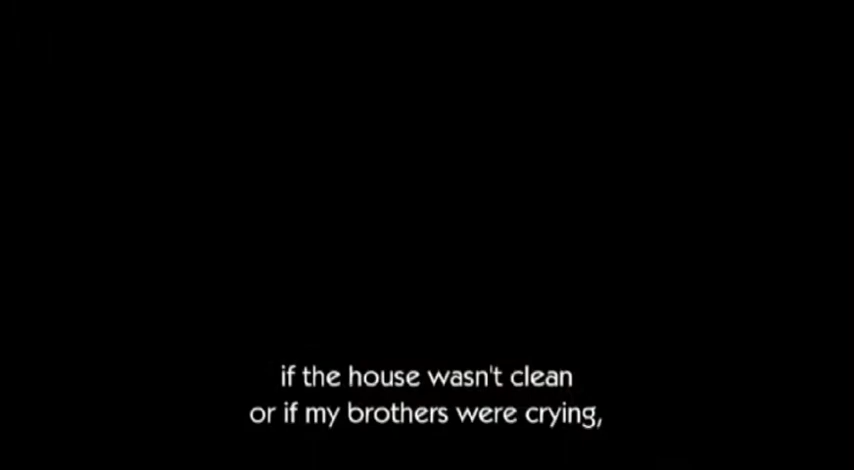 if the house wasn't clean
or if my brothers were crying,